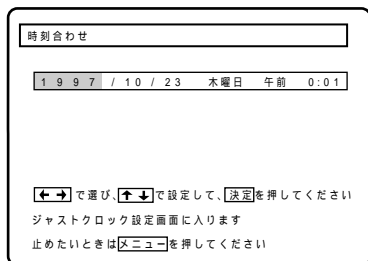 時刻合わせ
1997/10/23 木曜日 午前 0:01
←→で選び、↑↓で設定して、決定を押してください
ジャストクロック設定画面に入ります
止めたいときはメニューを押してください